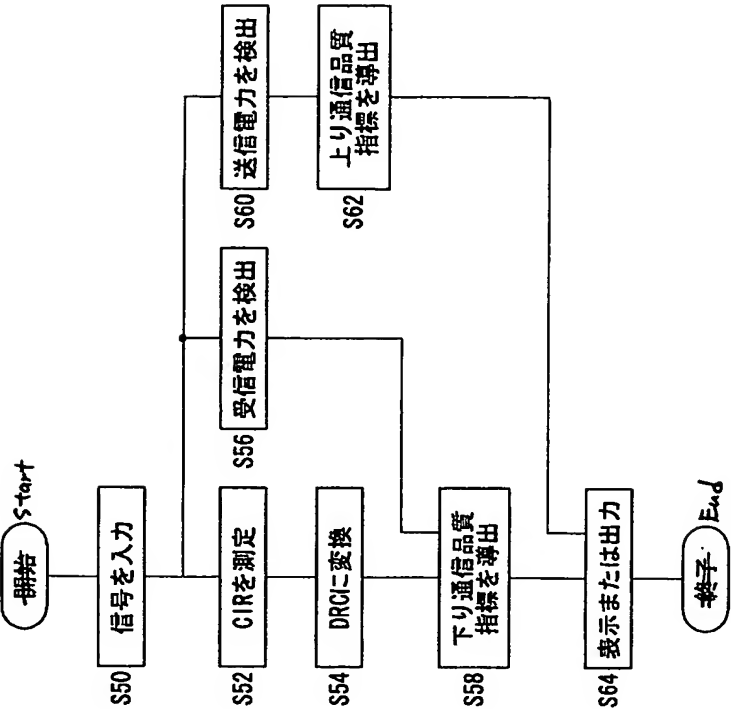 開始 Start
S50 信号を入力
S52 CIRを測定
S54 DRCに変換
S56 受信電力を検出
S60 送信電力を検出
S62 上り通信品質
指標を導出
S58 下り通信品質
指標を導出
S64 表示または出力
終了 End